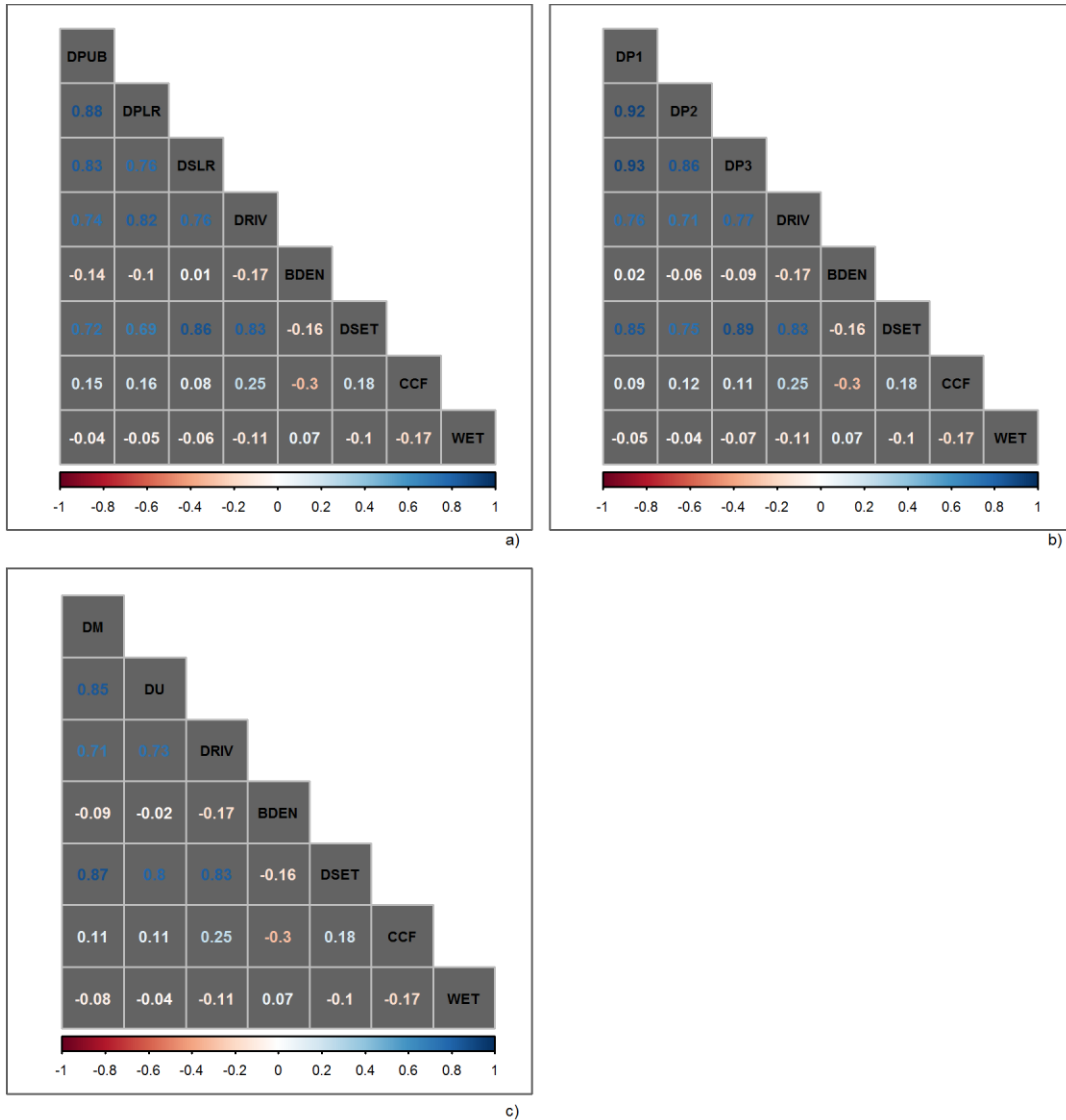 DPUB
0.88 DPLR
0.83 0.78 DSLR
0.74 0.82 DRIV
-0.14 -0.1 0.01 -0.17 BDEN
0.72 0.69 0.86 0.83 -0.16 DSET
0.15 0.16 0.08 0.25 -0.3 0.18 CCF
-0.04 -0.05 -0.06 -0.11 0.07 -0.1 -0.17 WET
-1 -0.8 -0.6 -0.4 -0.2 0 0.2 0.4 0.6 0.8 1
a)
DP1
0.92 DP2
0.93 0.86 DP3
0.71 0.77 DRIV
0.02 -0.06 -0.09 -0.17 BDEN
0.85 0.75 0.89 0.83 -0.16 DSET
0.09 0.12 0.11 0.25 -0.3 0.18 CCF
-0.05 -0.04 -0.07 -0.11 0.07 -0.1 -0.17 WET
-1 -0.8 -0.6 -0.4 -0.2 0 0.2 0.4 0.6 0.8 1
b)
DM
0.85 DU
0.71 0.73 DRIV
-0.09 -0.02 -0.17 BDEN
0.87 0.8 0.83 -0.16 DSET
0.11 0.11 0.25 -0.3 0.18 CCF
-0.08 -0.04 -0.11 0.07 -0.1 -0.17 WET
-1 -0.8 -0.6 -0.4 -0.2 0 0.2 0.4 0.6 0.8 1
c)